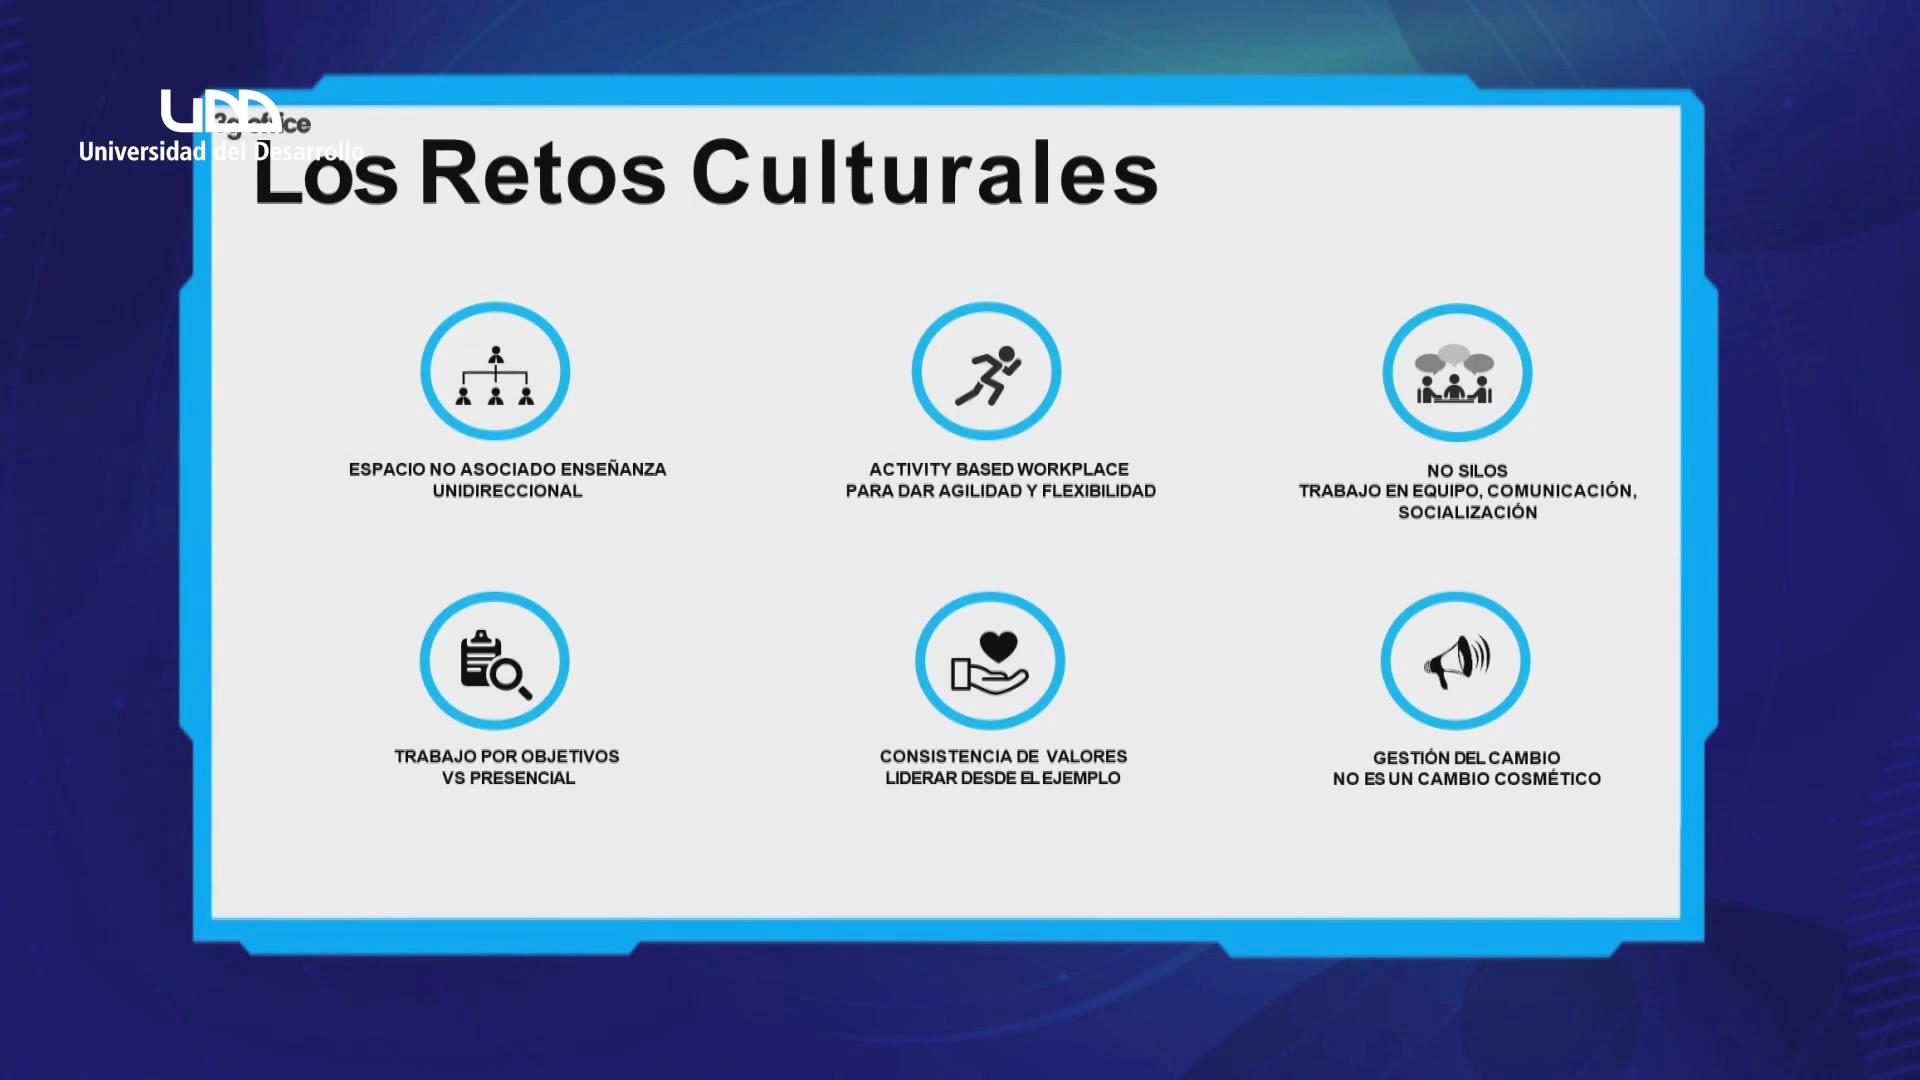 udd
Universidad del Desarrollo
3g office
Los Retos Culturales
ESPACIO NO ASOCIADO ENSEÑANZA
UNIDIRECCIONAL
ACTIVITY BASED WORKPLACE
PARA DAR AGILIDAD Y FLEXIBILIDAD
NO SILOS
TRABAJO EN EQUIPO, COMUNICACIÓN,
SOCIALIZACIÓN
TRABAJO POR OBJETIVOS
VS PRESENCIAL
CONSISTENCIA DE VALORES
LIDERAR DESDE EL EJEMPLO
GESTIÓN DEL CAMBIO
NO ES UN CAMBIO COSMÉTICO